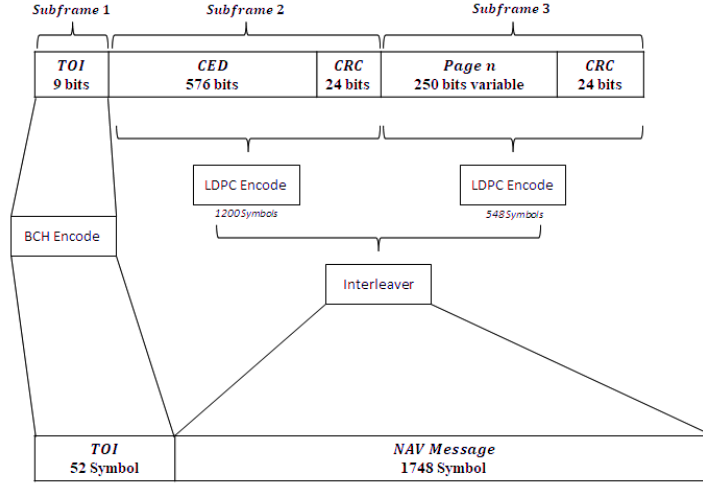 Subframe 1
Subframe 2
Subframe 3
TOI
9 bits
CED
576 bits
CRC
24 bits
Page n
250 bits variable
CRC
24 bits
LDPC Encode
1200Symbols
LDPC Encode
548Symbols
BCH Encode
Interleaver
TOI
52 Symbol
NAV Message
1748 Symbol